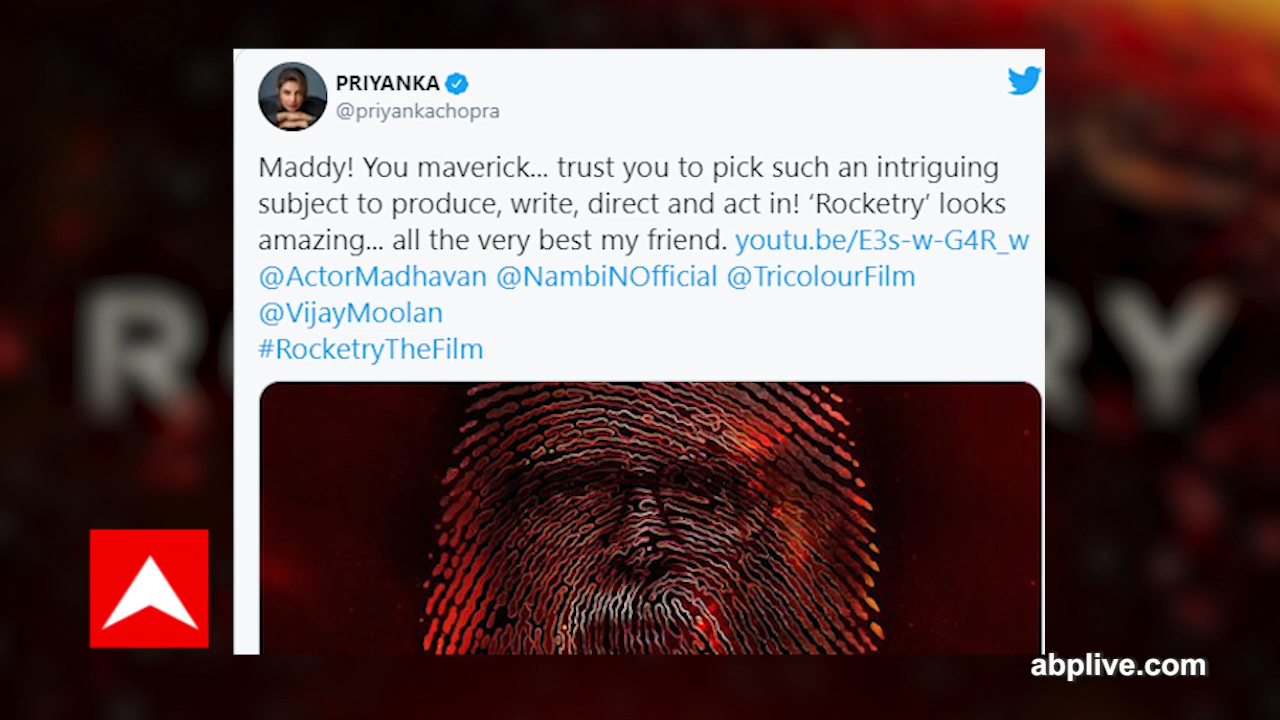 PRIYANKA
@priyankachopra
Maddy! You maverick... trust you to pick such an intriguing
subject to produce, write, direct and act in! ‘Rocketry’ looks
amazing... all the very best my friend. youtu.be/E3s-w-G4R_w
@ActorMadhavan @NambiNOfficial @TricolourFilm
@VijayMoolan
#RocketryTheFilm
abplive.com